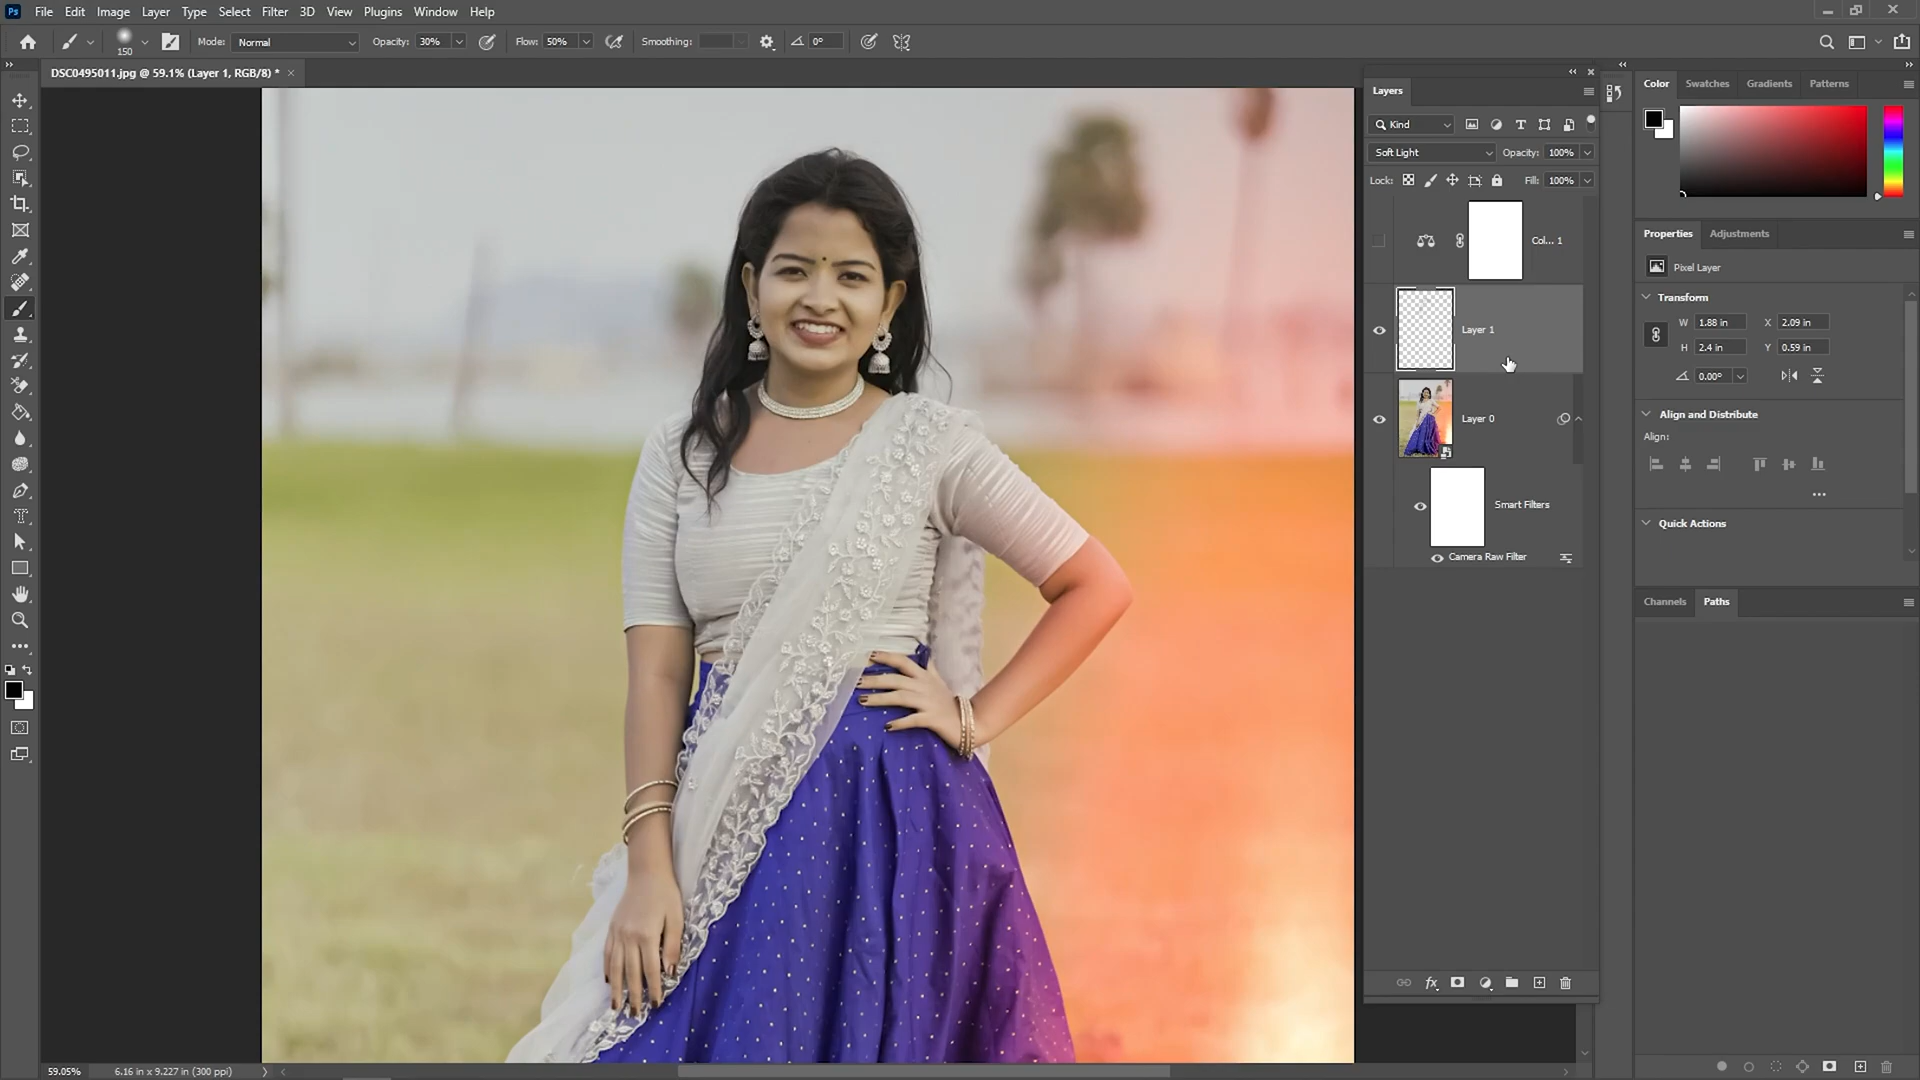 Ps File Edit Image Layer Type Select Filter 3D View Plugins Window Help
150 Mode: Normal Opacity: 30% Flow: 50% Smoothing: 0°
DSC0495011.jpg @ 59.1% (Layer 1, RGB/8) *
Layers
Kind
Soft Light Opacity: 100%
Lock: Fill: 100%
Col... 1
Layer 1
Layer 0
Smart Filters
Camera Raw Filter
Color Swatches Gradients Patterns
Properties Adjustments
Pixel Layer
Transform
W 1.88 in X 2.09 in
H 2.4 in Y 0.59 in
0.00°
Align and Distribute
Align:
Quick Actions
Channels Paths
59.05% 6.16 in x 9.227 in (300 ppi)